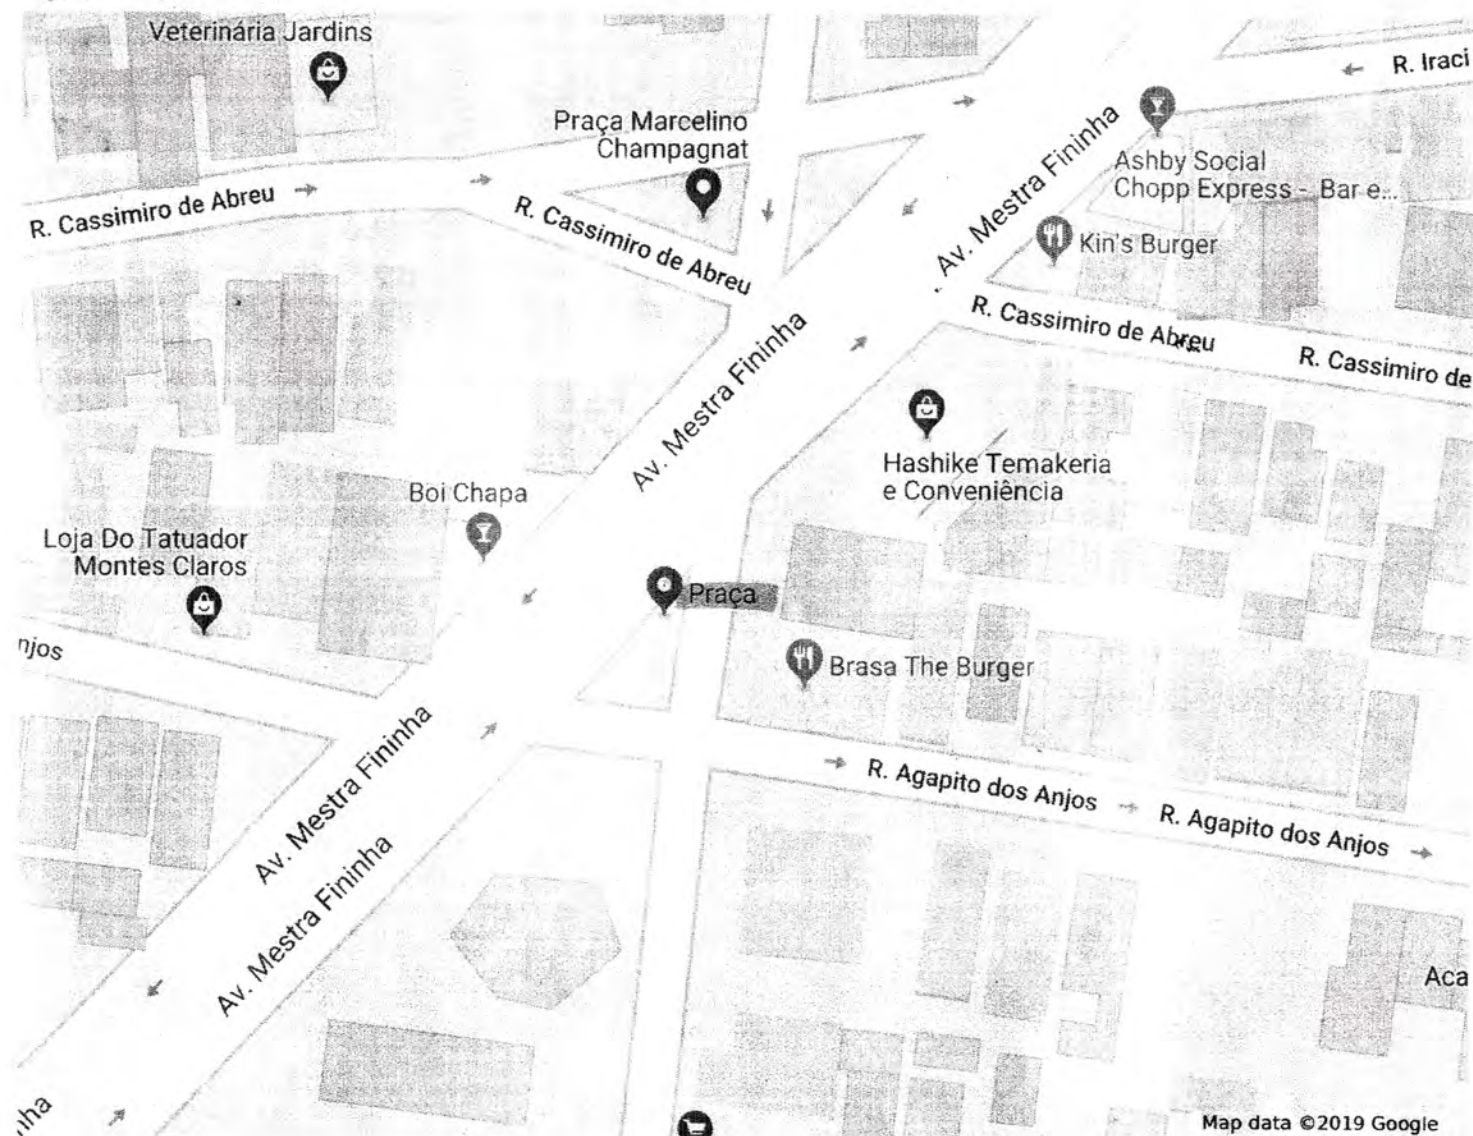 Veterinária Jardins
R. Iraci
Praça Marcelino
Champagnat
Av. Mestra Fininha
Ashby Social
Chopp Express - Bar e...
R. Cassimiro de Abreu
R. Cassimiro de Abreu
Kin's Burger
R. Cassimiro de Abreu
R. Cassimiro de
Av. Mestra Fininha
Hashike Temakeria
e Conveniência
Boi Chapa
Loja Do Tatuador
Montes Claros
Praça
njos
Brasa The Burger
Av. Mestra Fininha
R. Agapito dos Anjos
R. Agapito dos Anjos
Av. Mestra Fininha
Aca
nha
Map data ©2019 Google